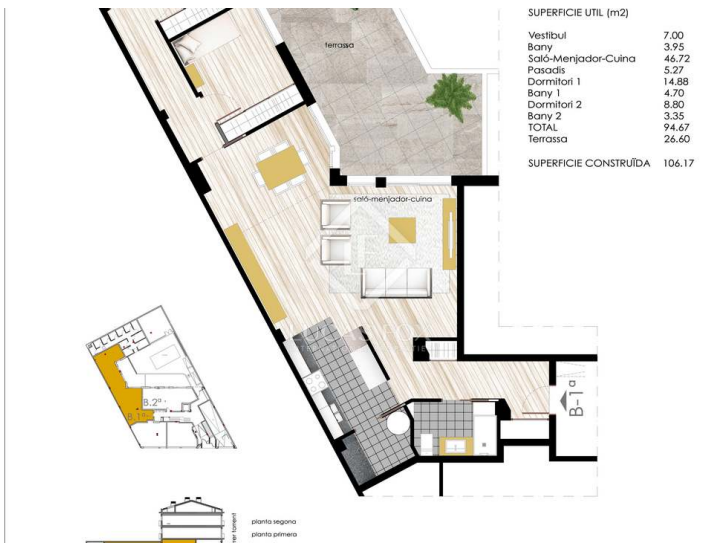 SUPERFICIE UTIL (m2)
Vestíbul 7.00
Bany 3.95
Saló-Menjador-Cuina 46.72
Pasadis 5.27
Dormitori 1 14.88
Bany 1 4.70
Dormitori 2 8.80
Bany 2 3.35
TOTAL 94.67
Terrassa 26.60
SUPERFICIE CONSTRUÏDA 106.17
terrassa
saló-menjador-cuina
B-1ª
B.2ª
B.1ª
planta segona
planta primera